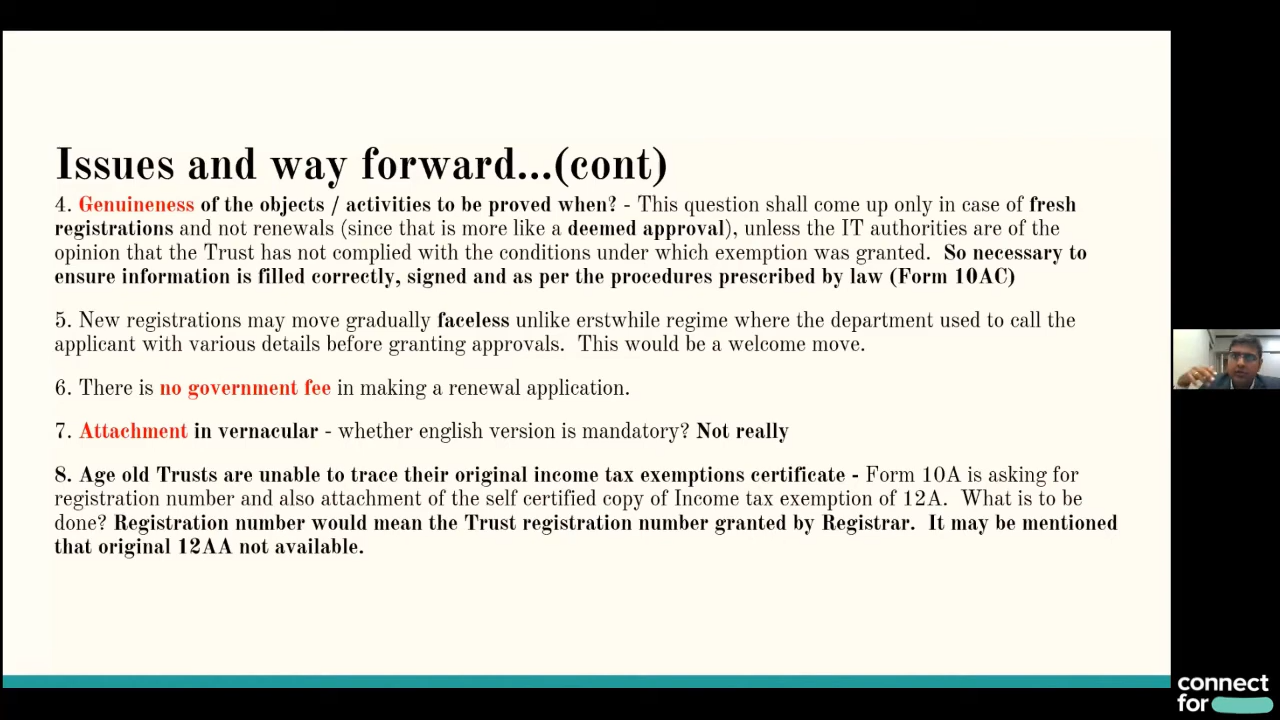 Issues and way forward...(cont)
4. Genuineness of the objects / activities to be proved when? - This question shall come up only in case of fresh
registrations and not renewals (since that is more like a deemed approval), unless the IT authorities are of the
opinion that the Trust has not complied with the conditions under which exemption was granted.  So necessary to
ensure information is filled correctly, signed and as per the procedures prescribed by law (Form 10AC)
5. New registrations may move gradually faceless unlike erstwhile regime where the department used to call the
applicant with various details before granting approvals.  This would be a welcome move.
6. There is no government fee in making a renewal application.
7. Attachment in vernacular - whether english version is mandatory? Not really
8. Age old Trusts are unable to trace their original income tax exemptions certificate - Form 10A is asking for
registration number and also attachment of the self certified copy of Income tax exemption of 12A.  What is to be
done? Registration number would mean the Trust registration number granted by Registrar.  It may be mentioned
that original 12AA not available.
connect
for